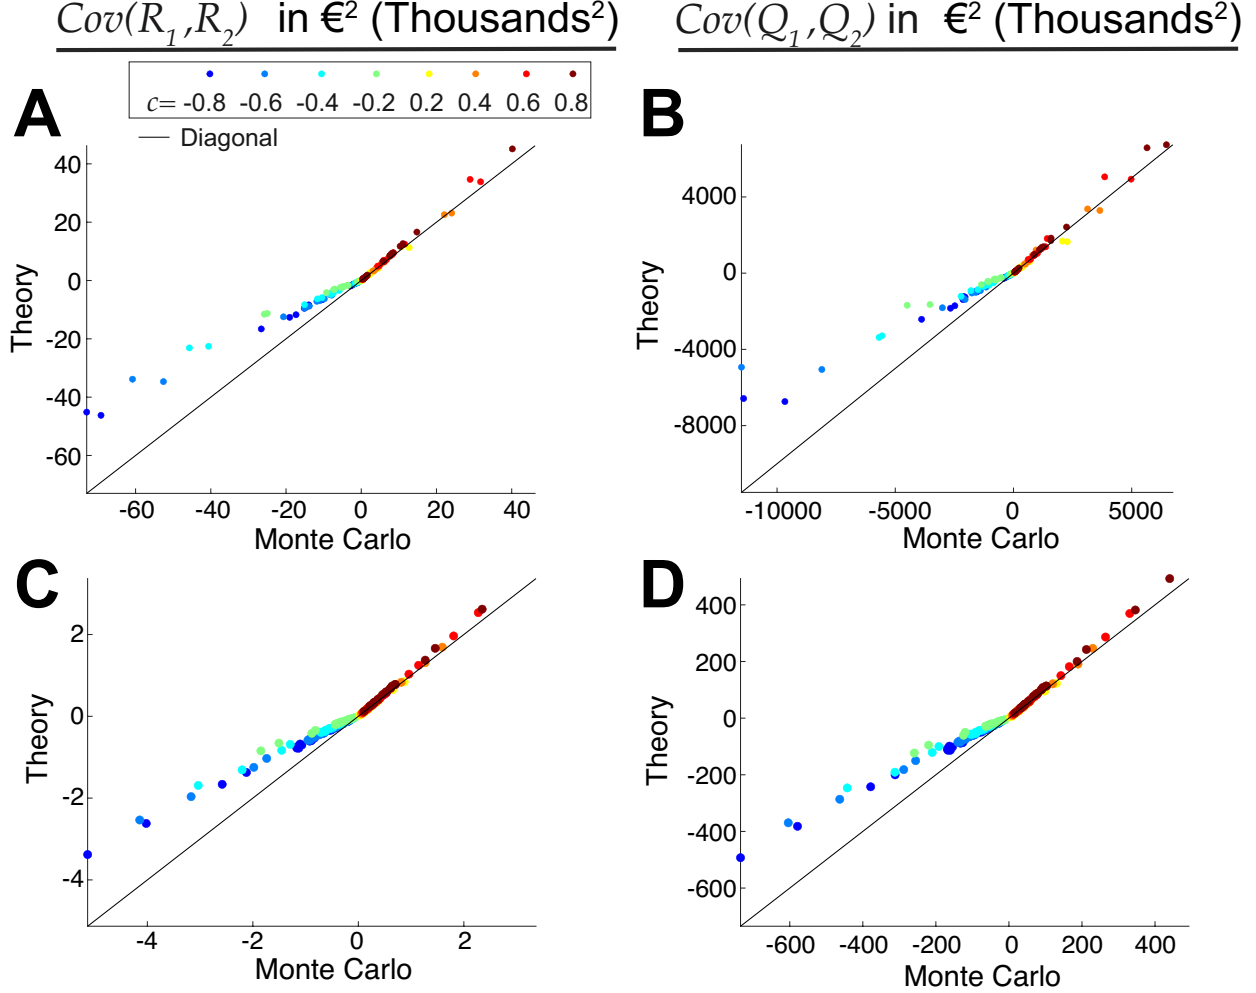 Cov(R1,R2) in €² (Thousands²)
Cov(Q1,Q2) in €² (Thousands²)
c= -0.8 -0.6 -0.4 -0.2 0.2 0.4 0.6 0.8
Diagonal
A
40
20
0
-20
-40
-60
Theory
-60 -40 -20 0 20 40
Monte Carlo
B
4000
0
-4000
-8000
Theory
-10000 -5000 0 5000
Monte Carlo
C
2
0
-2
-4
Theory
-4 -2 0 2
Monte Carlo
D
400
200
0
-200
-400
-600
Theory
-600 -400 -200 0 200 400
Monte Carlo